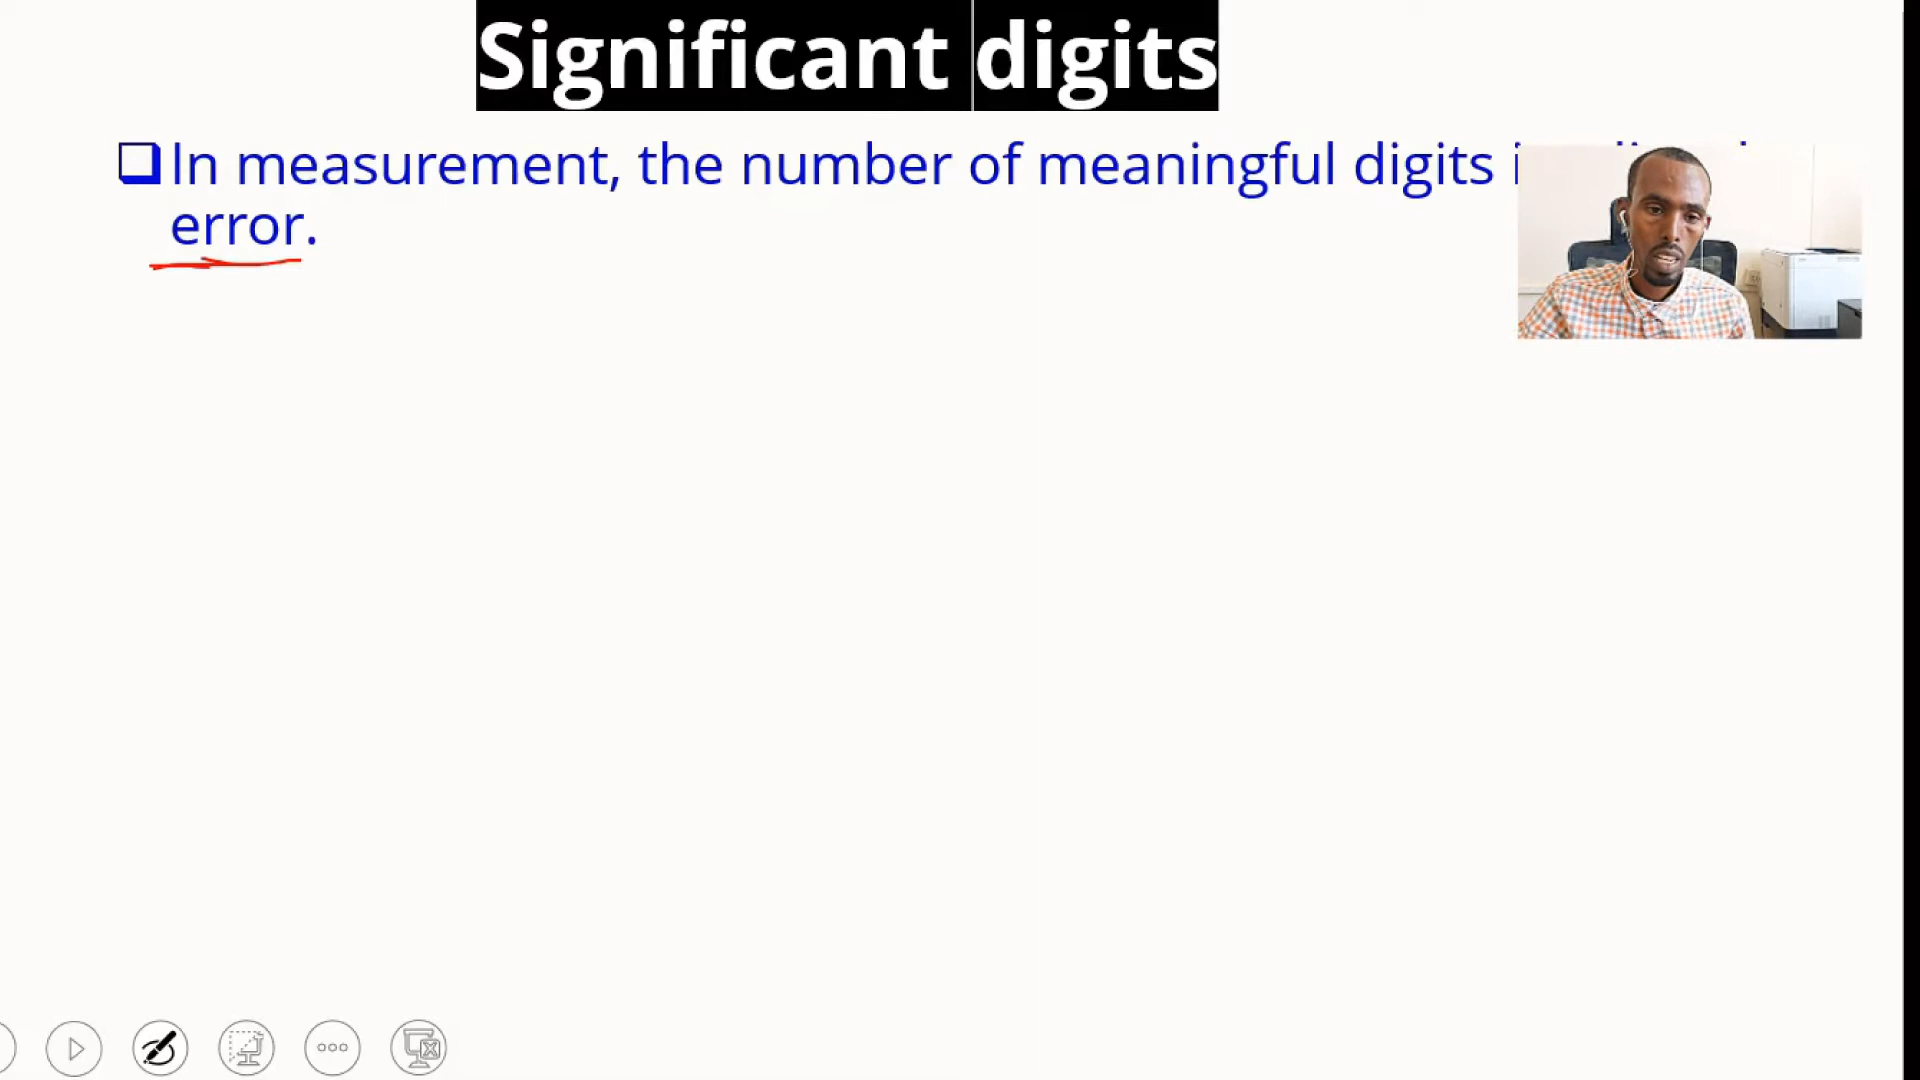 Significant digits
In measurement, the number of meaningful digits
error.